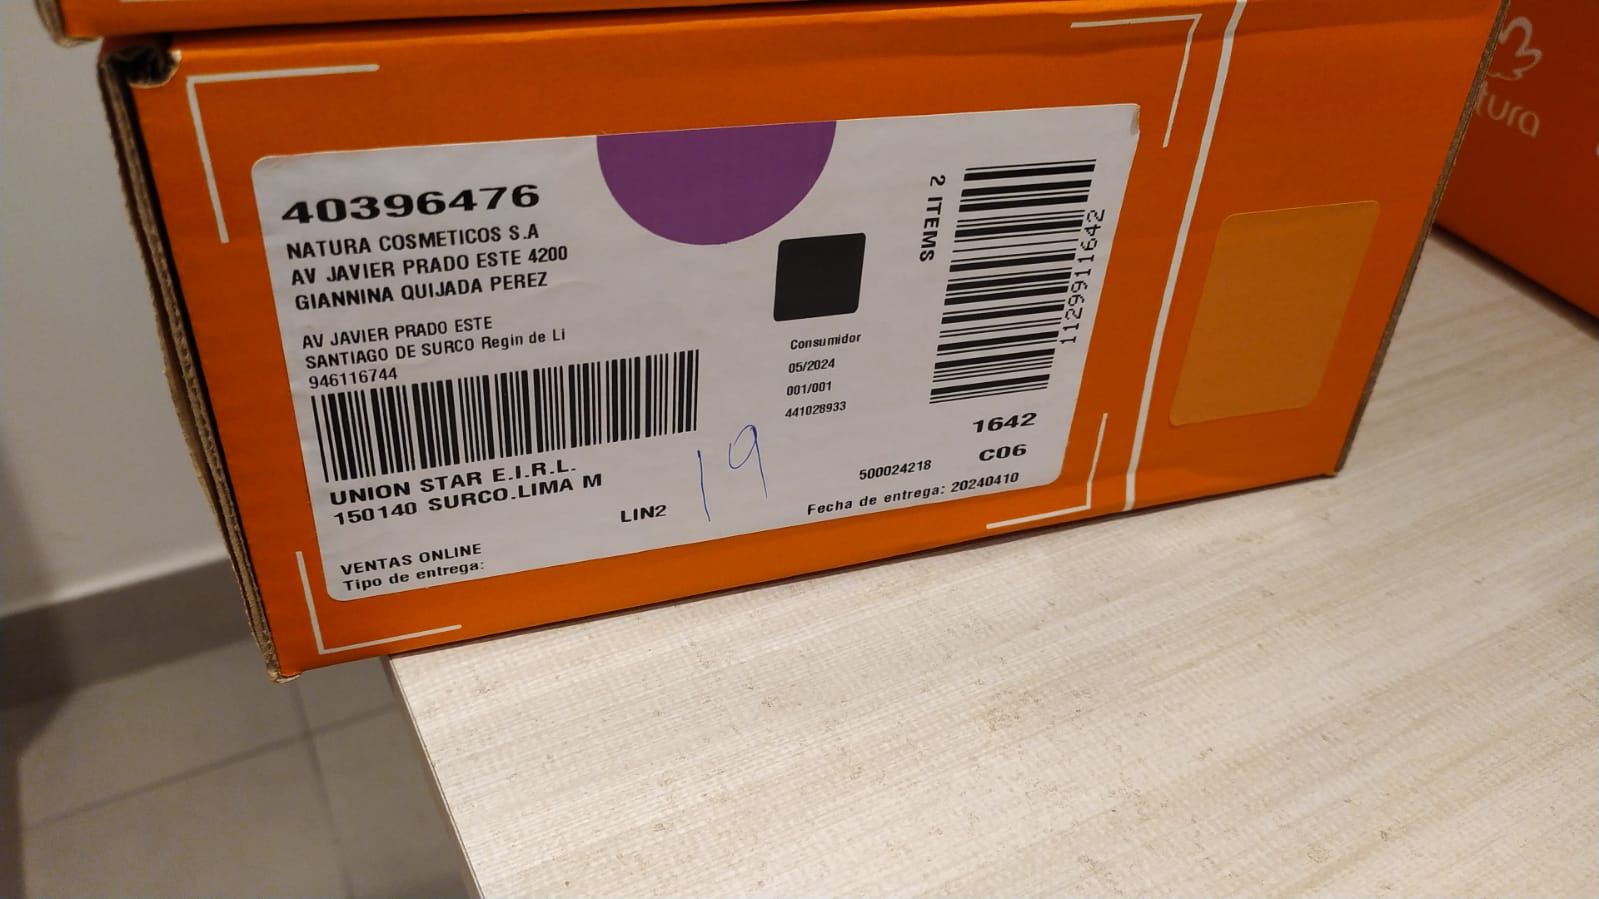 40396476
NATURA COSMETICOS S.A
AV JAVIER PRADO ESTE 4200
GIANNINA QUIJADA PEREZ
AV JAVIER PRADO ESTE
SANTIAGO DE SURCO Regin de Li
946116744
UNION STAR E.I.R.L.
150140 SURCO.LIMA M
LIN2
19
VENTAS ONLINE
Tipo de entrega:
Consumidor
05/2024
001/001
441028933
2 ITEMS
1129911642
1642
C06
500024218
Fecha de entrega: 20240410
tura